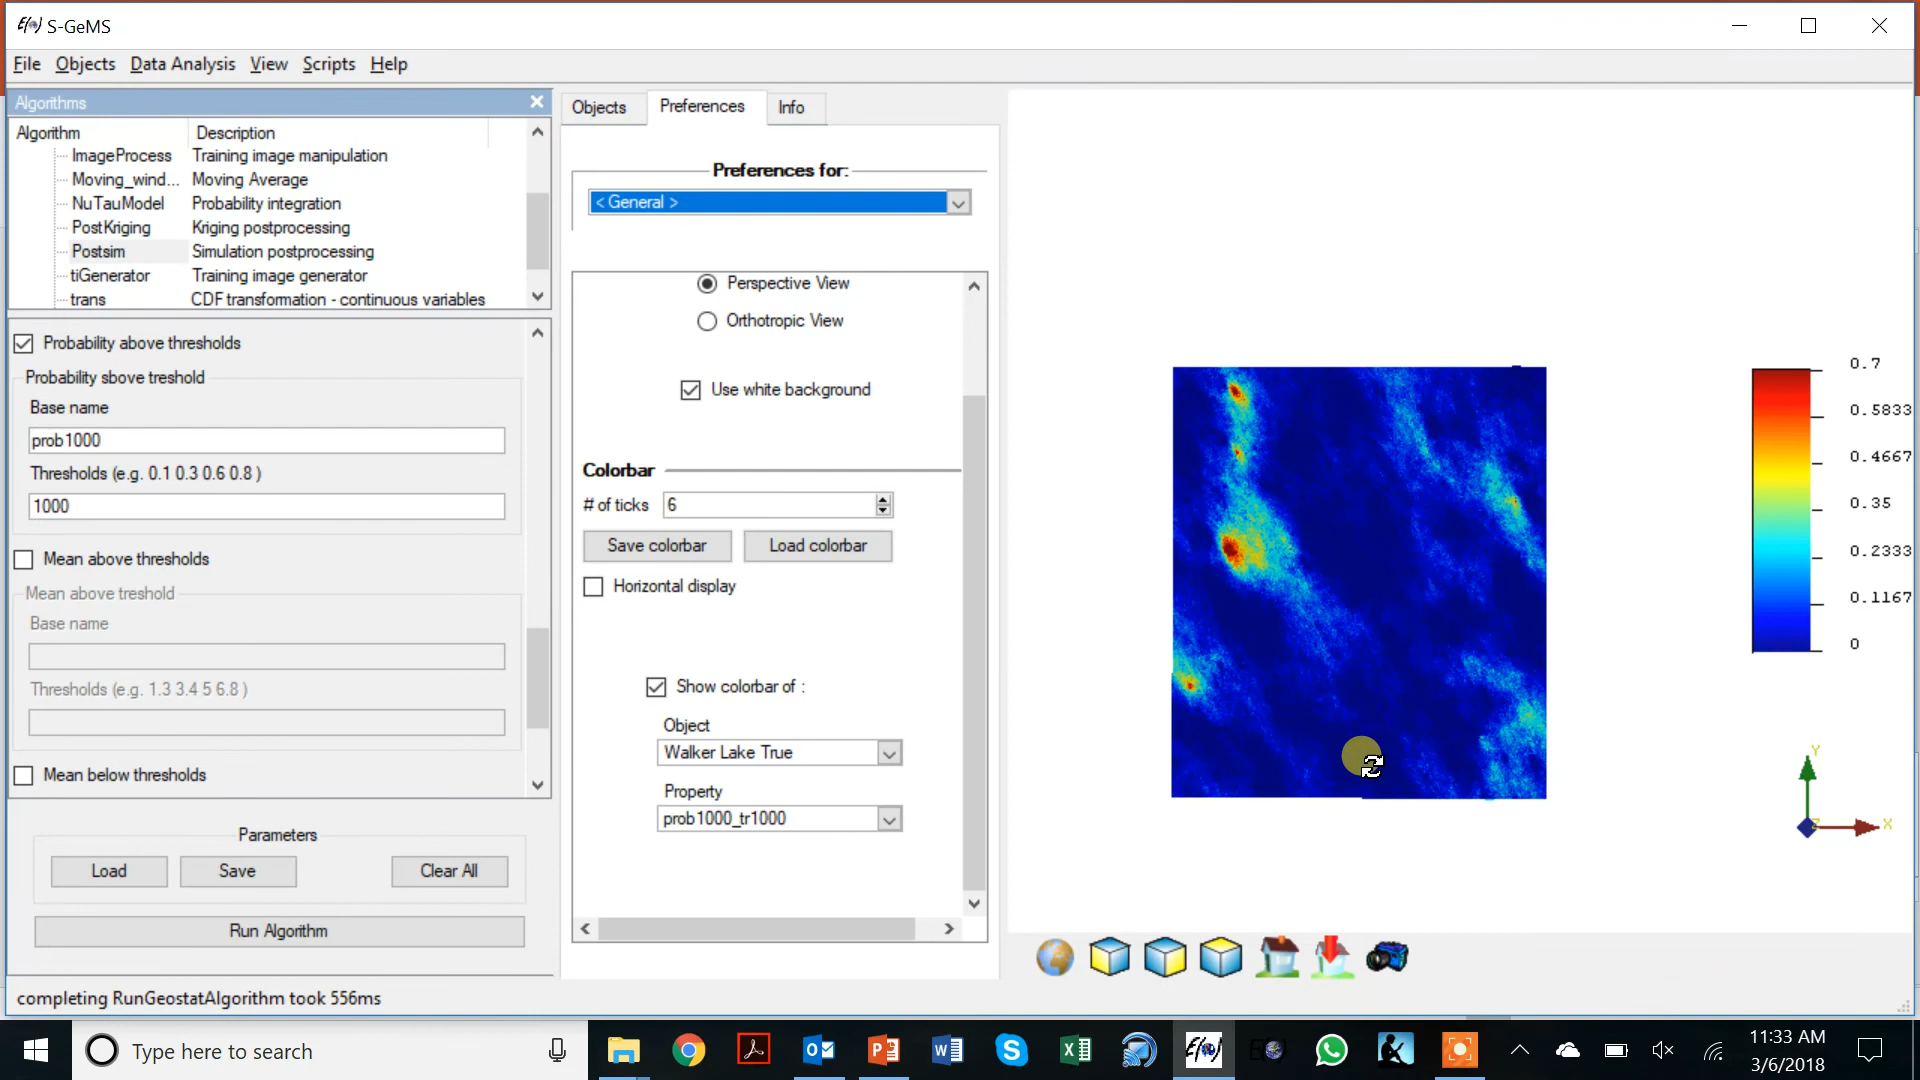 S-GeMS
File Objects Data Analysis View Scripts Help
Algorithms
Algorithm Description
ImageProcess Training image manipulation
Moving_wind... Moving Average
NuTauModel Probability integration
PostKriging Kriging postprocessing
Postsim Simulation postprocessing
tiGenerator Training image generator
trans CDF transformation - continuous variables
Probability above thresholds
Probability sbove treshold
Base name
prob1000
Thresholds (e.g. 0.1 0.3 0.6 0.8 )
1000
Mean above thresholds
Mean above treshold
Base name
Thresholds (e.g. 1.3 3.4 5 6.8 )
Mean below thresholds
Parameters
Load Save Clear All
Run Algorithm
completing RunGeostatAlgorithm took 556ms
Objects Preferences Info
Preferences for:
< General >
Perspective View
Orthotropic View
Use white background
Colorbar
# of ticks 6
Save colorbar Load colorbar
Horizontal display
Show colorbar of :
Object
Walker Lake True
Property
prob1000_tr1000
0.7
0.5833
0.4667
0.35
0.2333
0.1167
0
Y
X
Type here to search
11:33 AM
3/6/2018